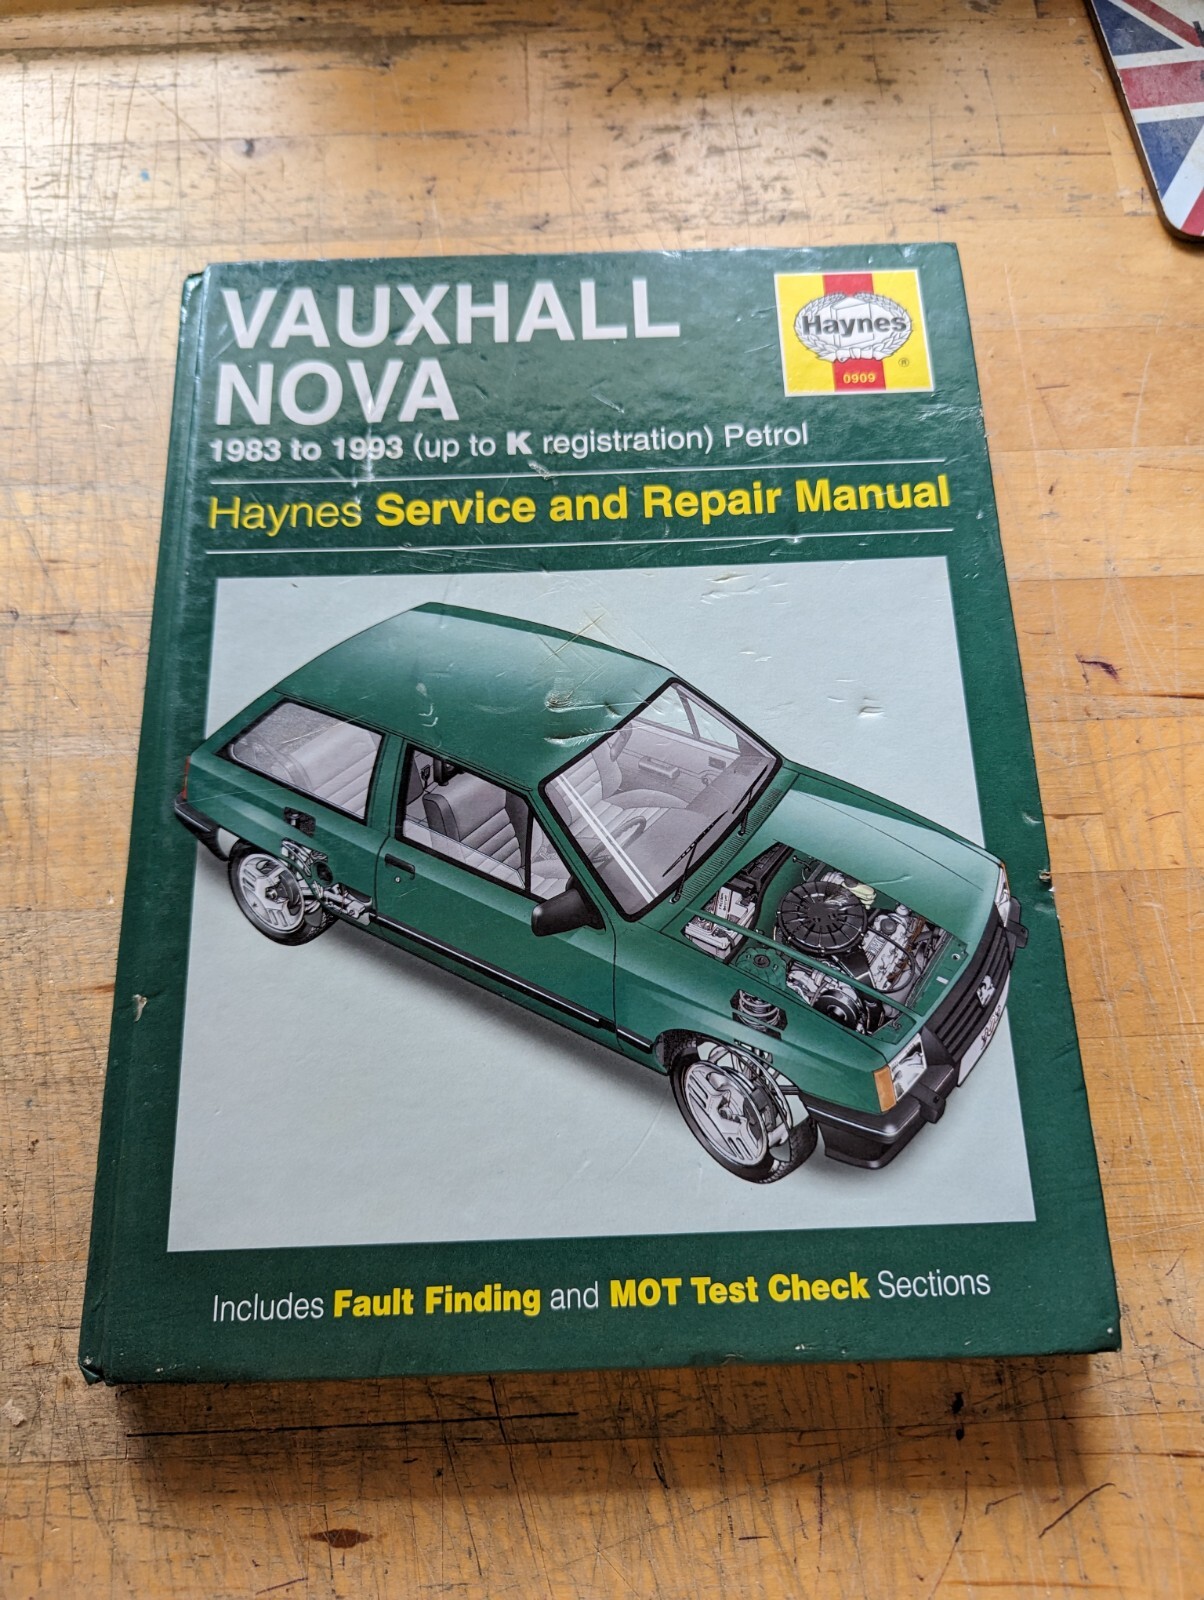 VAUXHALL
NOVA
1983 to 1993 (up to K registration) Petrol
Haynes
®
0909
Haynes Service and Repair Manual
Includes Fault Finding and MOT Test Check Sections